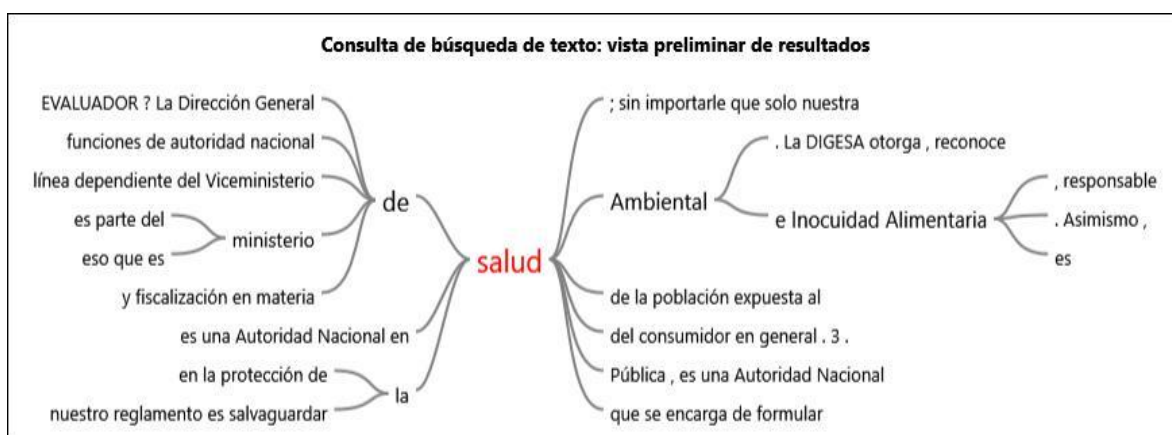 Consulta de búsqueda de texto: vista preliminar de resultados
EVALUADOR ? La Dirección General
funciones de autoridad nacional
línea dependiente del Viceministerio
es parte del
eso que es
ministerio
y fiscalización en materia
de
es una Autoridad Nacional en
en la protección de
nuestro reglamento es salvaguardar
la
salud
; sin importarle que solo nuestra
Ambiental
. La DIGESA otorga , reconoce
e Inocuidad Alimentaria
, responsable
. Asimismo ,
es
de la población expuesta al
del consumidor en general . 3 .
Pública , es una Autoridad Nacional
que se encarga de formular